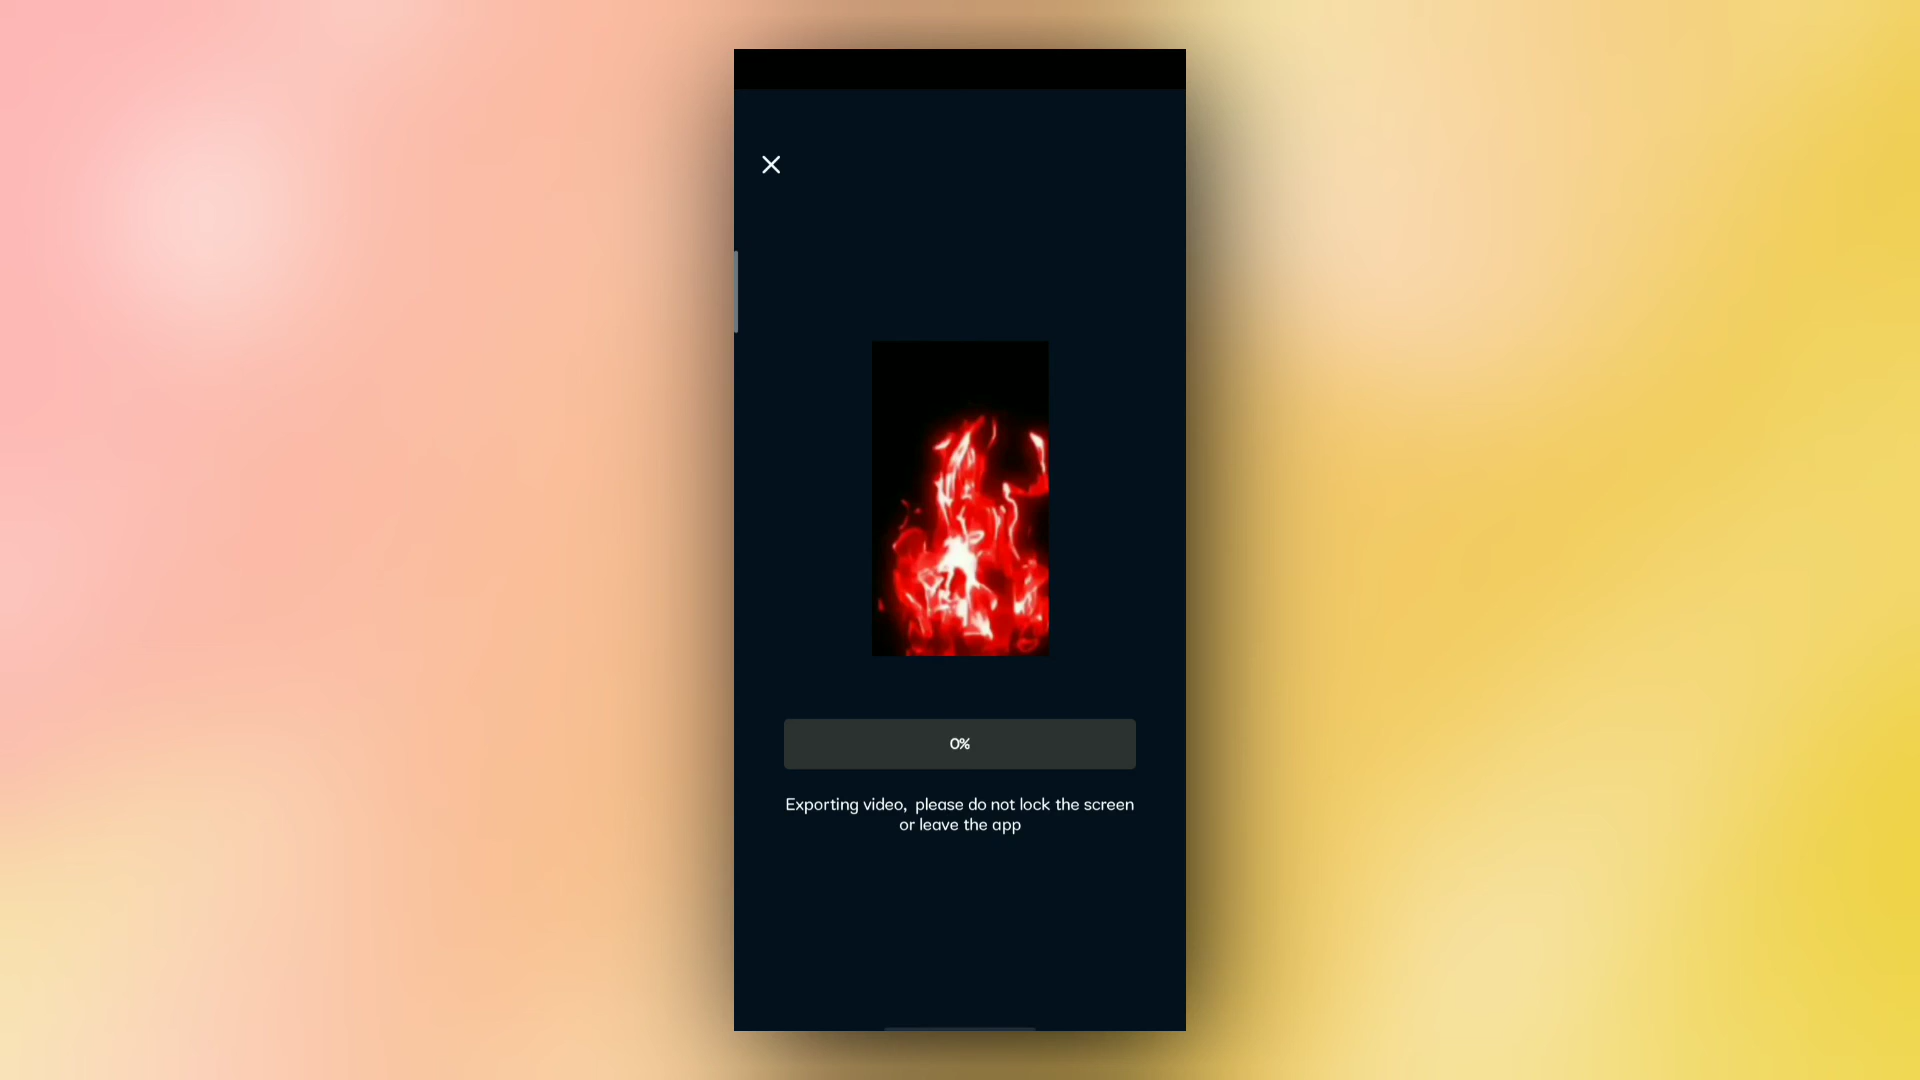 0%
Exporting video, please do not lock the screen
or leave the app